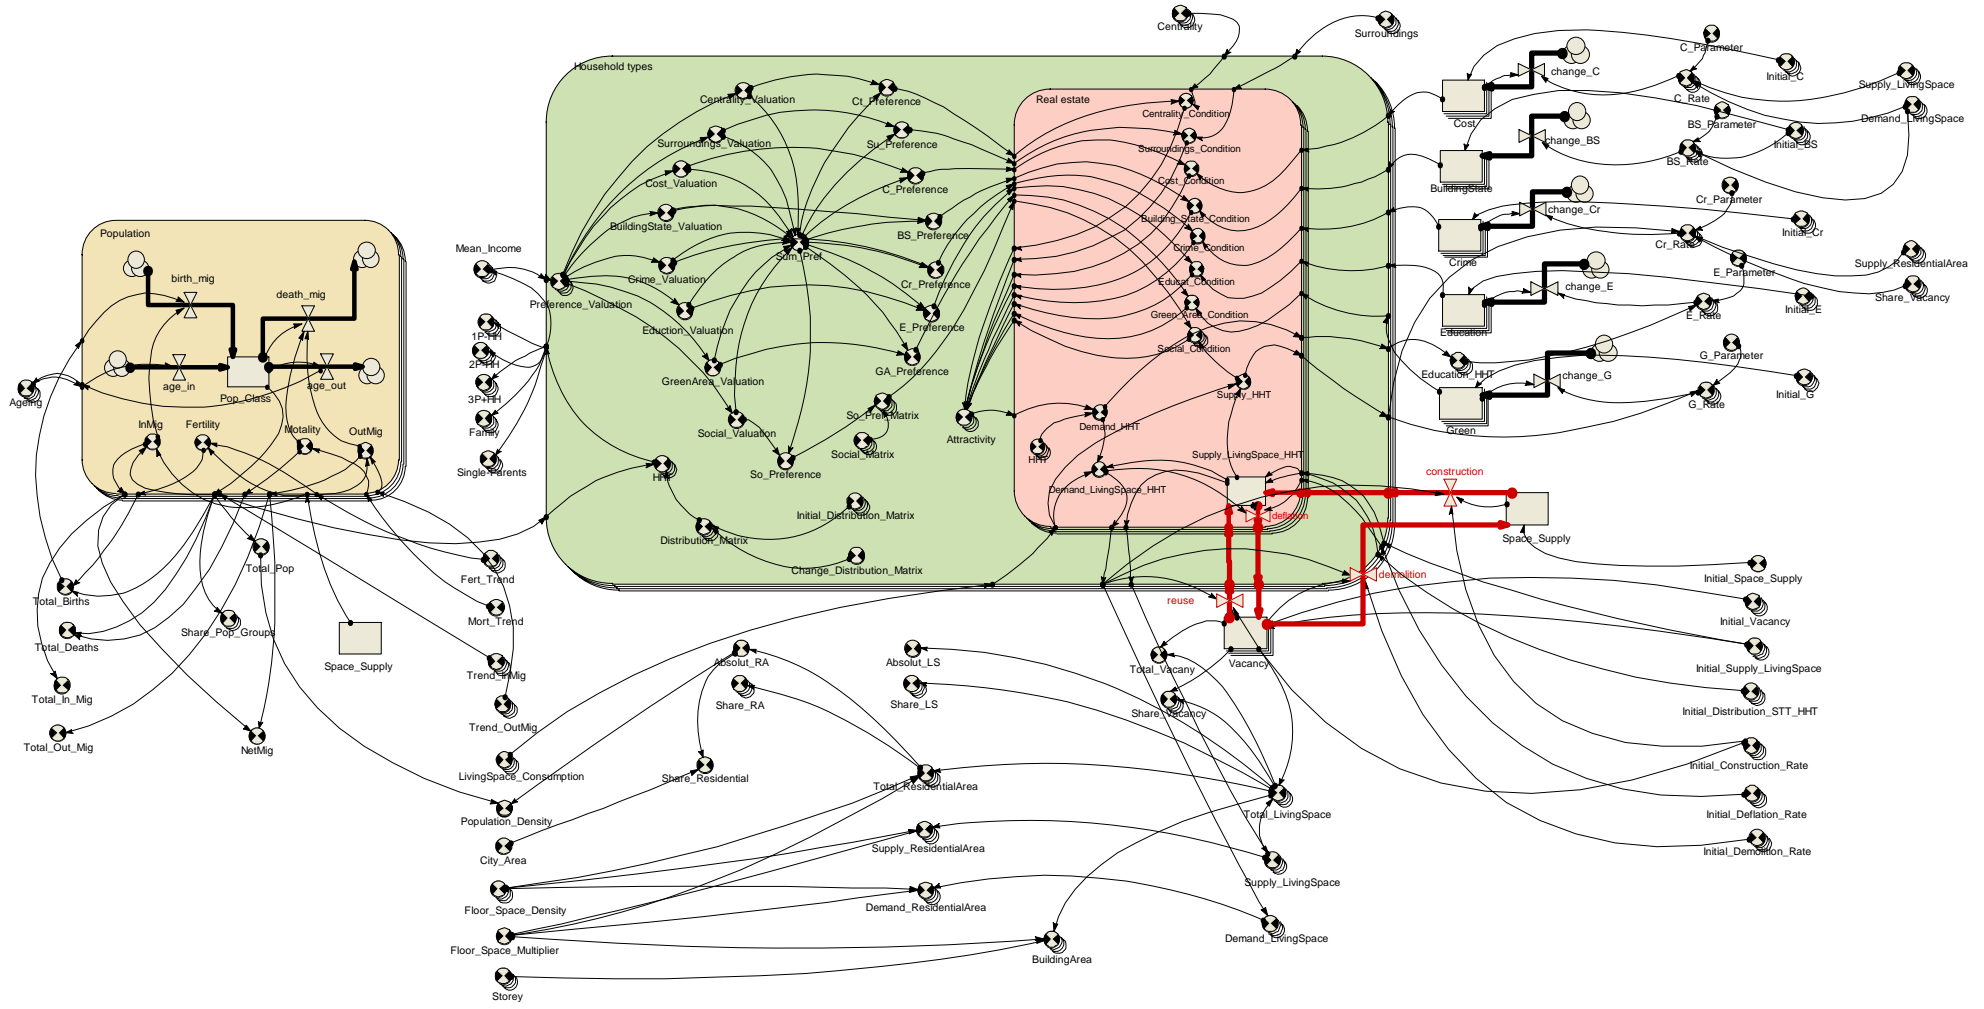 Centrality
Surroundings
Household types
Real estate
Population
birth_mig
death_mig
age_in
Pop_Class
age_out
Ageing
InMig
Fertility
Motality
OutMig
Mean_Income
1P-HH
2P-HH
3P+HH
Family
Single-Parents
Preference_Valuation
Centrality_Valuation
Surroundings_Valuation
Cost_Valuation
BuildingState_Valuation
Crime_Valuation
Eduction_Valuation
GreenArea_Valuation
Social_Valuation
Sum_Pref
Ct_Preference
Su_Preference
C_Preference
BS_Preference
Cr_Preference
E_Preference
GA_Preference
So_Pref_Matrix
Social_Matrix
So_Preference
Attractivity
HH
Distribution_Matrix
Initial_Distribution_Matrix
Change_Distribution_Matrix
Centrality_Condition
Surroundings_Condition
Cost_Condition
Building_State_Condition
Crime_Condition
Educat_Condition
Green_Area_Condition
Social_Condition
Supply_HHT
Demand_HHT
HHT
Supply_LivingSpace_HHT
Demand_LivingSpace_HHT
deflation
construction
demolition
reuse
Space_Supply
Vacancy
Cost
change_C
C_Parameter
Initial_C
C_Rate
Supply_LivingSpace
Demand_LivingSpace
BuildingState
change_BS
BS_Parameter
Initial_BS
BS_Rate
Crime
change_Cr
Cr_Parameter
Initial_Cr
Cr_Rate
Supply_ResidentialArea
Share_Vacancy
Education
change_E
E_Parameter
Initial_E
E_Rate
Education_HHT
Green
change_G
G_Parameter
Initial_G
G_Rate
Initial_Space_Supply
Initial_Vacancy
Initial_Supply_LivingSpace
Initial_Distribution_STT_HHT
Initial_Construction_Rate
Initial_Deflation_Rate
Initial_Demolition_Rate
Total_Pop
Total_Births
Total_Deaths
Share_Pop_Groups
Space_Supply
Total_In_Mig
Total_Out_Mig
NetMig
Fert_Trend
Mort_Trend
Trend_InMig
Trend_OutMig
LivingSpace_Consumption
Population_Density
City_Area
Floor_Space_Density
Floor_Space_Multiplier
Storey
Absolut_RA
Share_RA
Share_Residential
Absolut_LS
Share_LS
Total_ResidentialArea
Supply_ResidentialArea
Demand_ResidentialArea
BuildingArea
Total_Vacany
Share_Vacancy
Total_LivingSpace
Supply_LivingSpace
Demand_LivingSpace